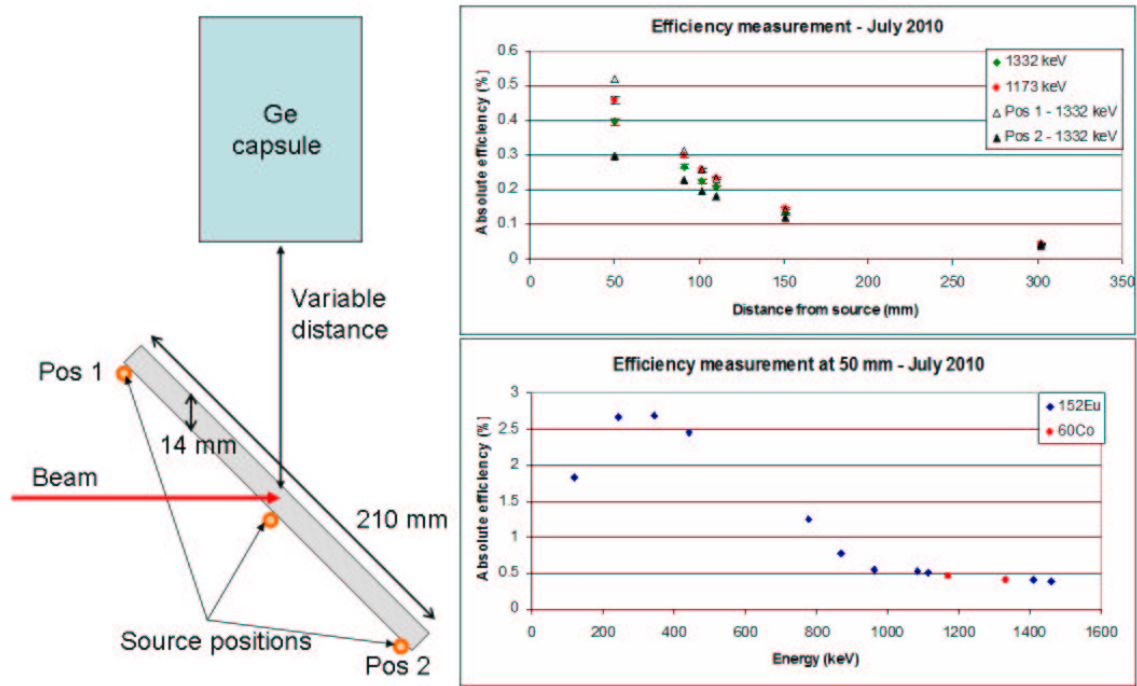 Ge
capsule
Variable
distance
Pos 1
14 mm
Beam
210 mm
Source positions
Pos 2
Efficiency measurement - July 2010
Absolute efficiency (%)
0.6
0.5
0.4
0.3
0.2
0.1
0
0 50 100 150 200 250 300 350
Distance from source (mm)
1332 keV
1173 keV
Pos 1 - 1332 keV
Pos 2 - 1332 keV
Efficiency measurement at 50 mm - July 2010
Absolute efficiency (%)
3
2.5
2
1.5
1
0.5
0
0 200 400 600 800 1000 1200 1400 1600
Energy (keV)
152Eu
60Co